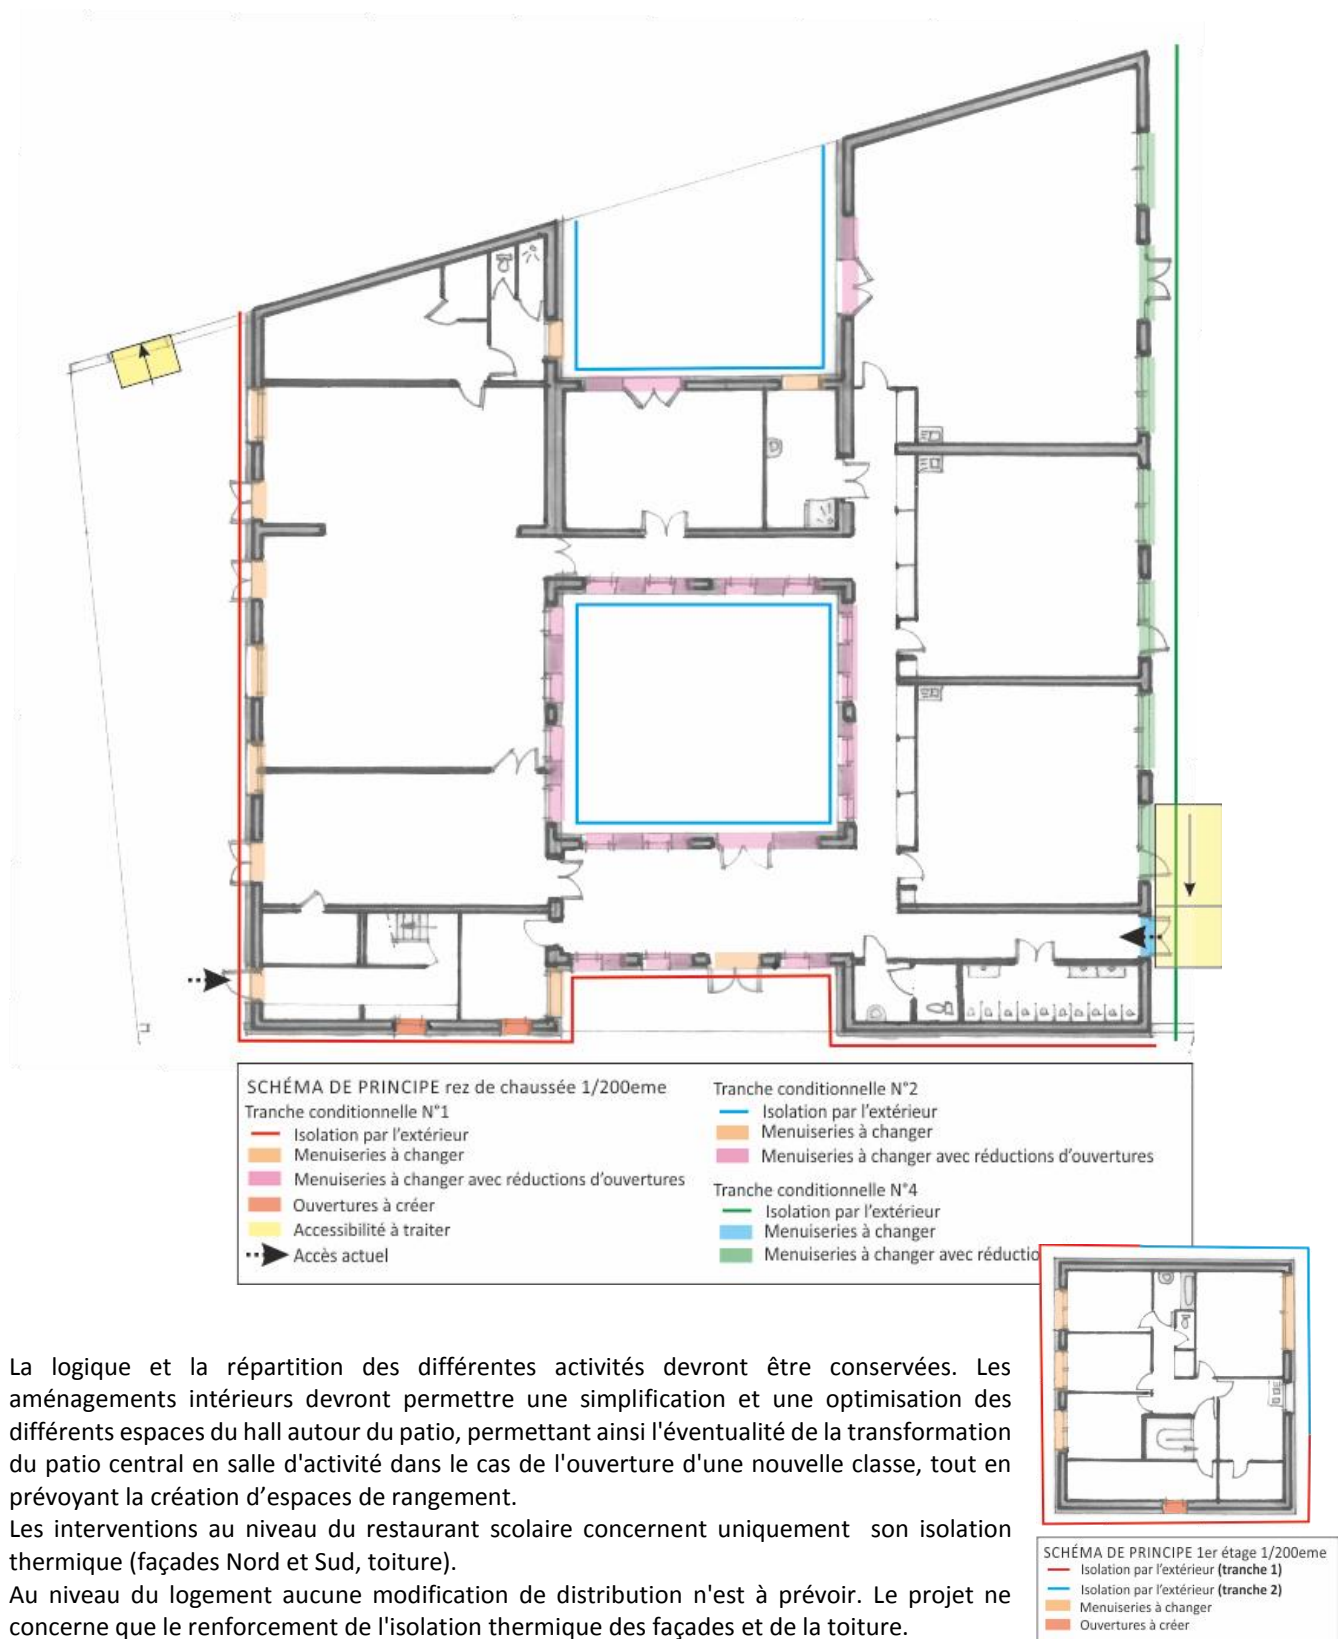 SCHÉMA DE PRINCIPE rez de chaussée 1/200eme
Tranche conditionnelle N°1
Isolation par l'extérieur
Menuiseries à changer
Menuiseries à changer avec réductions d'ouvertures
Ouvertures à créer
Accessibilité à traiter
Accès actuel
Tranche conditionnelle N°2
Isolation par l'extérieur
Menuiseries à changer
Menuiseries à changer avec réductions d'ouvertures
Tranche conditionnelle N°4
Isolation par l'extérieur
Menuiseries à changer
Menuiseries à changer avec réductio
La logique et la répartition des différentes activités devront être conservées. Les
aménagements intérieurs devront permettre une simplification et une optimisation des
différents espaces du hall autour du patio, permettant ainsi l'éventualité de la transformation
du patio central en salle d'activité dans le cas de l'ouverture d'une nouvelle classe, tout en
prévoyant la création d'espaces de rangement.
Les interventions au niveau du restaurant scolaire concernent uniquement son isolation
thermique (façades Nord et Sud, toiture).
Au niveau du logement aucune modification de distribution n'est à prévoir. Le projet ne
concerne que le renforcement de l'isolation thermique des façades et de la toiture.
SCHÉMA DE PRINCIPE 1er étage 1/200eme
Isolation par l'extérieur (tranche 1)
Isolation par l'extérieur (tranche 2)
Menuiseries à changer
Ouvertures à créer